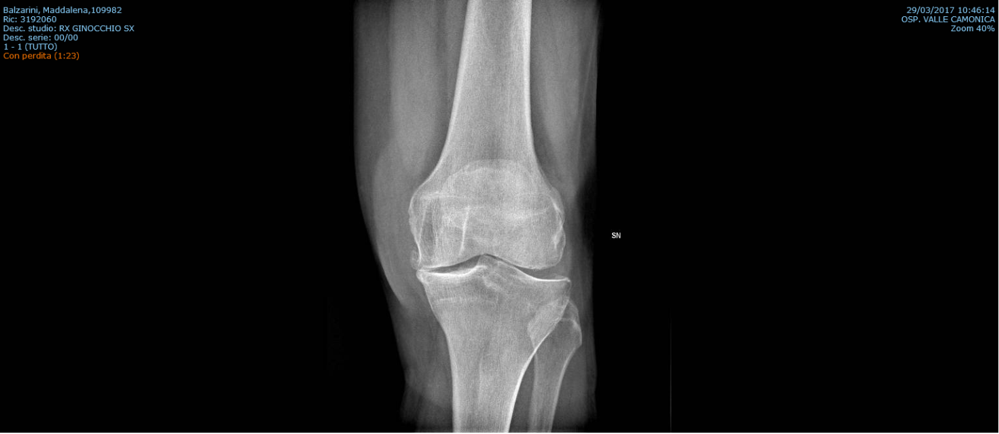 Balzarini, Maddalena,109982
Ric: 3192060
Desc. studio: RX GINOCCHIO SX
Desc. serie: 00/00
1 - 1 (TUTTO)
Con perdita (1:23)
29/03/2017 10:46:14
OSP. VALLE CAMONICA
Zoom 40%
SN